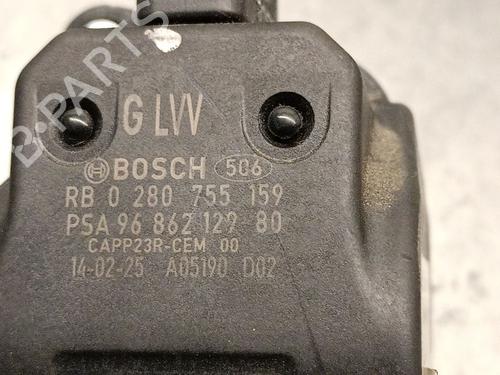 G LW
BOSCH 506
RB 0 280 755 159
PSA 96 862 129 80
CAPP23R-CEM 00
14-02-25 A05190 D02
B-PARTS